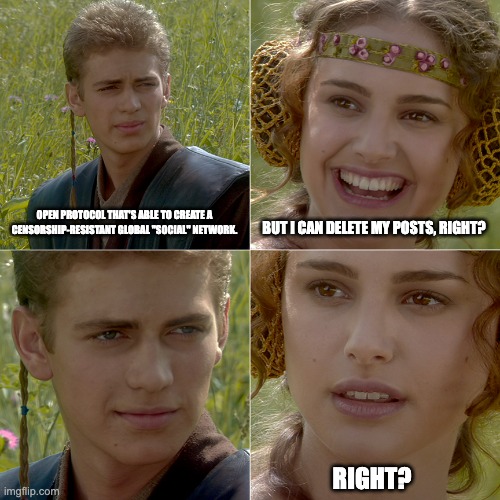 OPEN PROTOCOL THAT'S ABLE TO CREATE A
CENSORSHIP-RESISTANT GLOBAL "SOCIAL" NETWORK.
BUT I CAN DELETE MY POSTS, RIGHT?
RIGHT?
imgflip.com